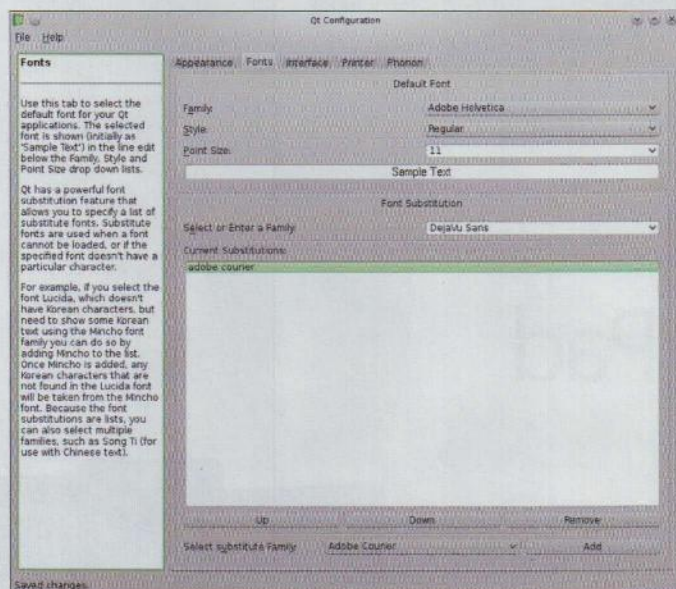 Qt Configuration
File Help
Fonts
Use this tab to select the
default font for your Qt
applications. The selected
font is shown (initially as
'Sample Text') in the line edit
below the Family, Style and
Point Size drop down lists.
Qt has a powerful font
substitution feature that
allows you to specify a list of
substitute fonts. Substitute
fonts are used when a font
cannot be loaded, or if the
specified font doesn't have a
particular character.
For example, if you select the
font Lucida, which doesn't
have Korean characters, but
need to show some Korean
text using the Mincho font
family you can do so by
adding Mincho to the list.
Once Mincho is added, any
Korean characters that are
not found in the Lucida font
will be taken from the Mincho
font. Because the font
substitutions are lists, you
can also select multiple
families, such as Song Ti (for
use with Chinese text).
Appearance Fonts Interface Printer Phonon
Default Font
Family: Adobe Helvetica
Style: Regular
Point Size: 11
Sample Text
Font Substitution
Select or Enter a Family: DejaVu Sans
Current Substitutions:
adobe courier
Up Down Remove
Select substitute Family: Adobe Courier Add
Saved changes.